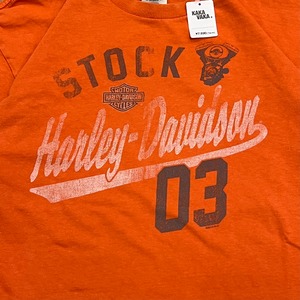 KAKA
VAKA
STOCK
MOTOR
HARLEY-DAVIDSON
CYCLES
Harley-Davidson
03